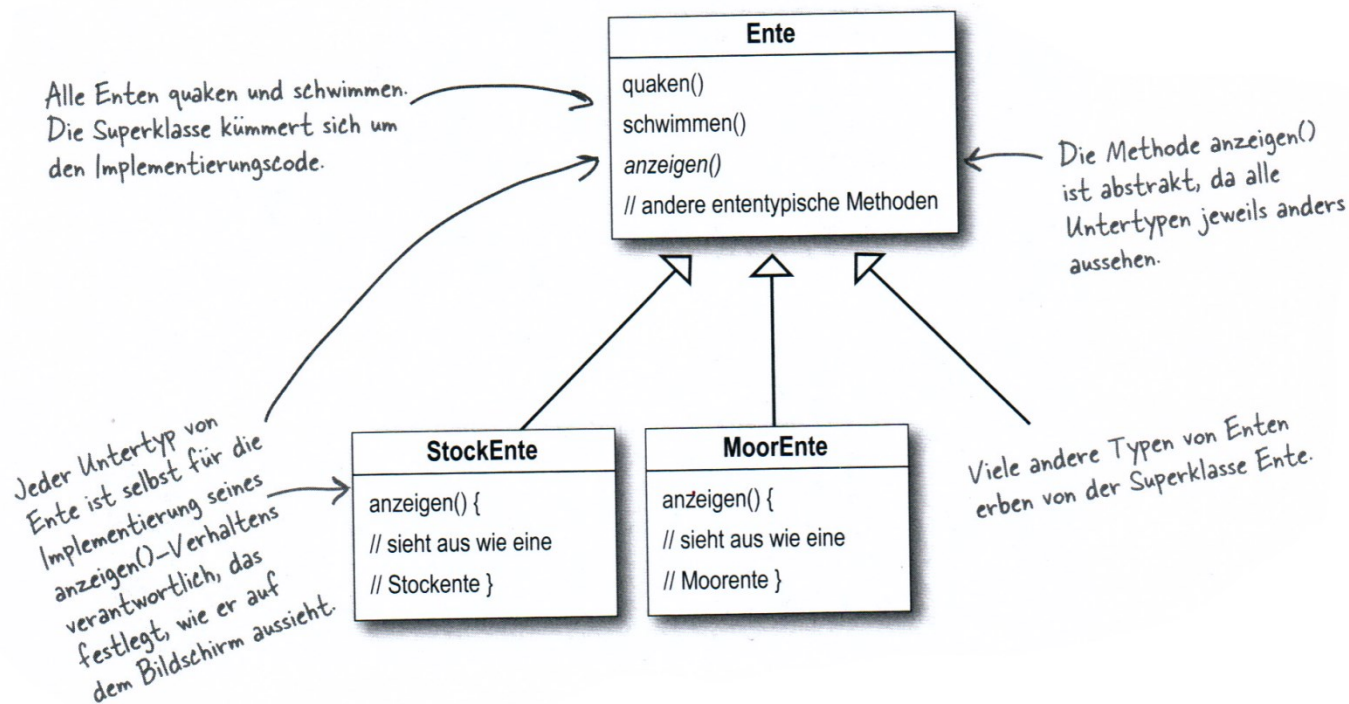 Ente
quaken()
schwimmen()
anzeigen()
// andere ententypische Methoden
Alle Enten quaken und schwimmen.
Die Superklasse kümmert sich um
den Implementierungscode.
Die Methode anzeigen()
ist abstrakt, da alle
Untertypen jeweils anders
aussehen.
Jeder Untertyp von
Ente ist selbst für die
Implementierung seines
anzeigen()-Verhaltens
verantwortlich, das
festlegt, wie er auf
dem Bildschirm aussieht.
StockEnte
anzeigen() {
// sieht aus wie eine
// Stockente }
MoorEnte
anzeigen() {
// sieht aus wie eine
// Moorente }
Viele andere Typen von Enten
erben von der Superklasse Ente.